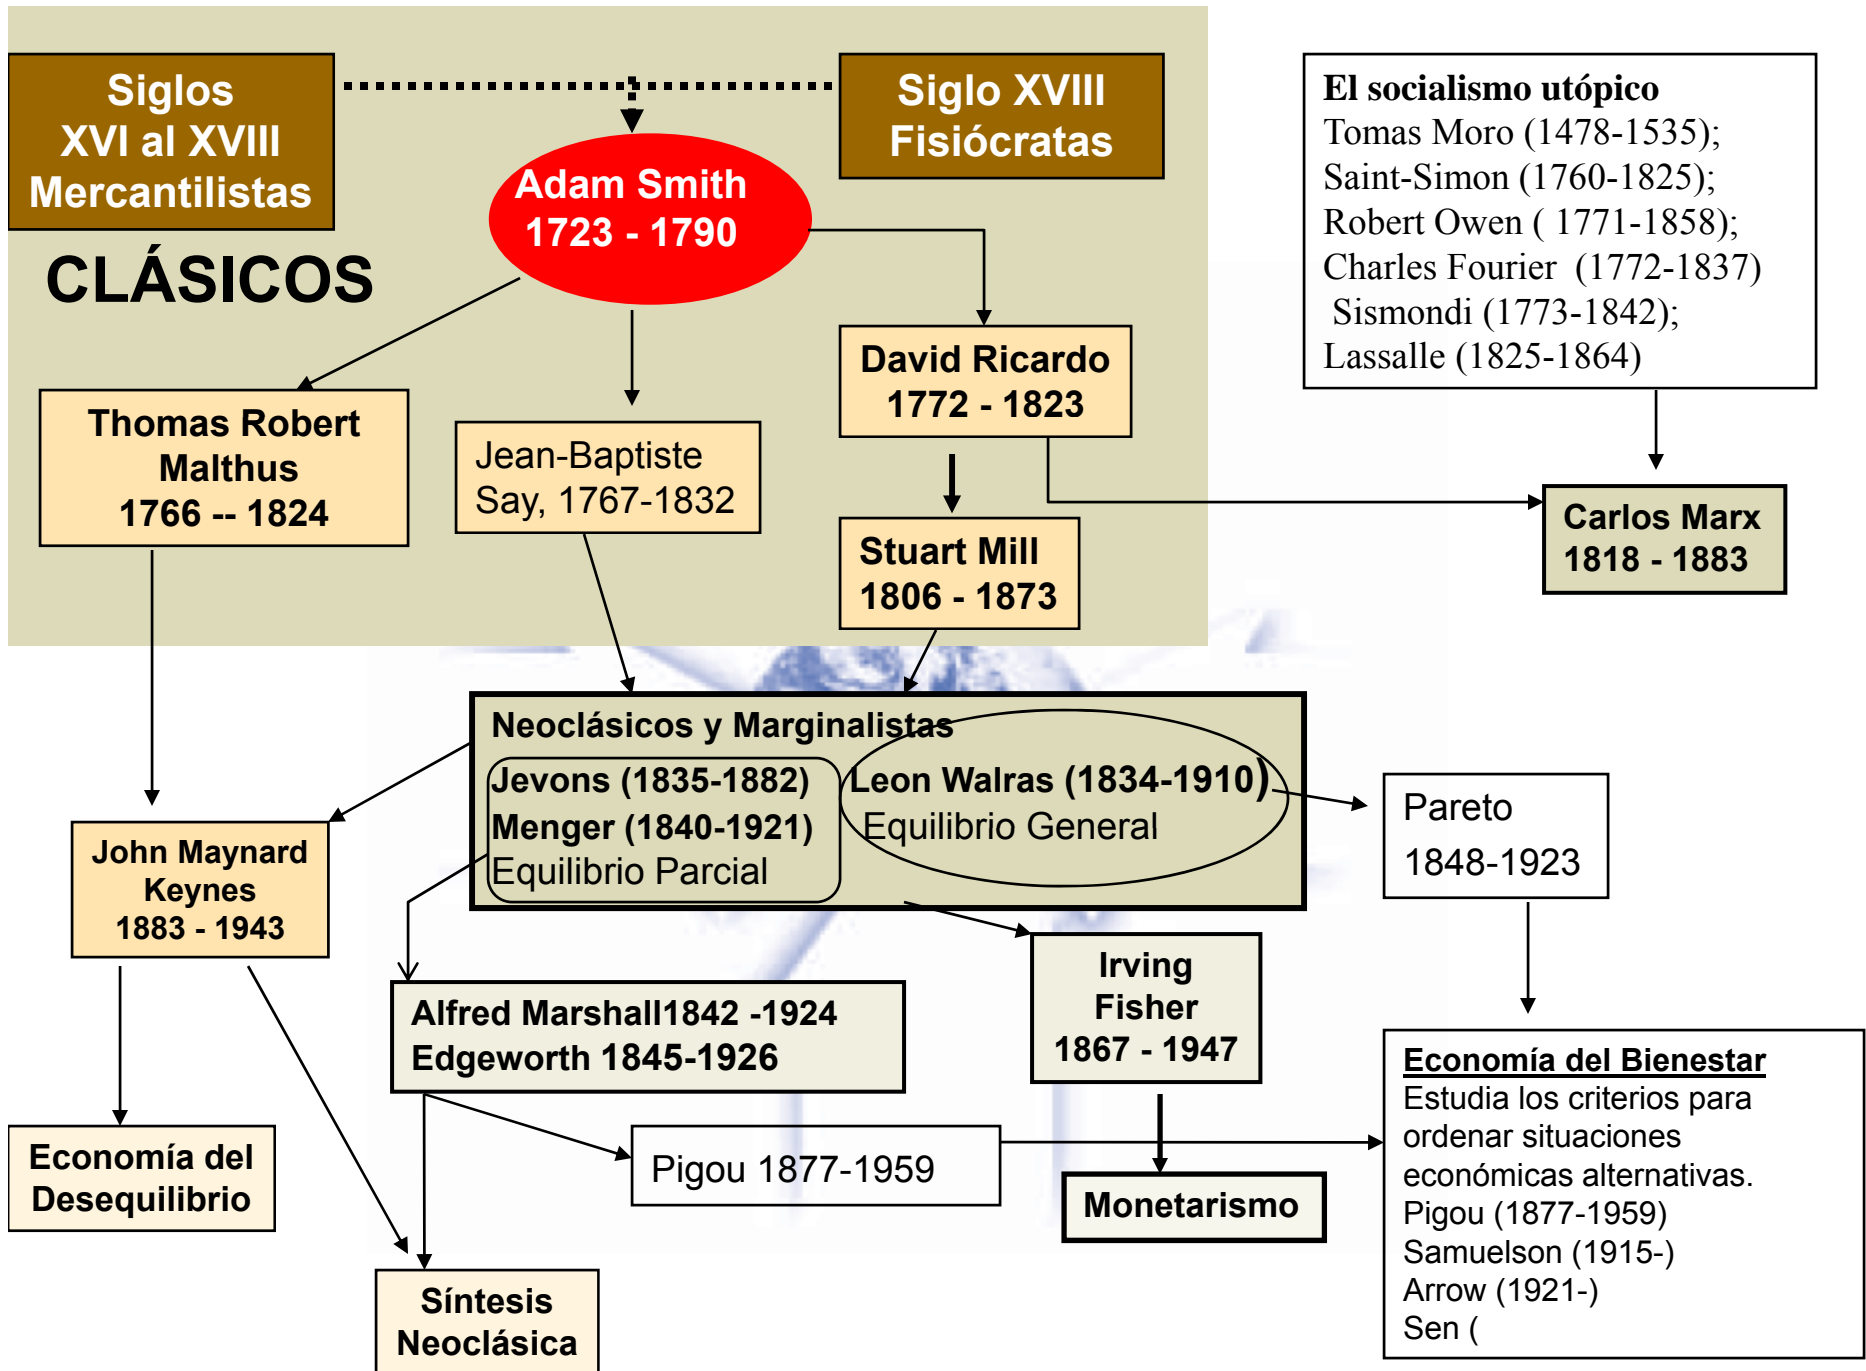 Siglos
XVI al XVIII
Mercantilistas
Siglo XVIII
Fisiócratas
El socialismo utópico
Tomas Moro (1478-1535);
Saint-Simon (1760-1825);
Robert Owen ( 1771-1858);
Charles Fourier (1772-1837)
Sismondi (1773-1842);
Lassalle (1825-1864)
Adam Smith
1723 - 1790
CLÁSICOS
David Ricardo
1772 - 1823
Thomas Robert
Malthus
1766 -- 1824
Jean-Baptiste
Say, 1767-1832
Stuart Mill
1806 - 1873
Carlos Marx
1818 - 1883
Neoclásicos y Marginalistas
Jevons (1835-1882)
Menger (1840-1921)
Equilibrio Parcial
Leon Walras (1834-1910)
Equilibrio General
Pareto
1848-1923
John Maynard
Keynes
1883 - 1943
Irving
Fisher
1867 - 1947
Alfred Marshall1842 -1924
Edgeworth 1845-1926
Economía del Bienestar
Estudia los criterios para
ordenar situaciones
económicas alternativas.
Pigou (1877-1959)
Samuelson (1915-)
Arrow (1921-)
Sen (
Economía del
Desequilibrio
Pigou 1877-1959
Monetarismo
Síntesis
Neoclásica